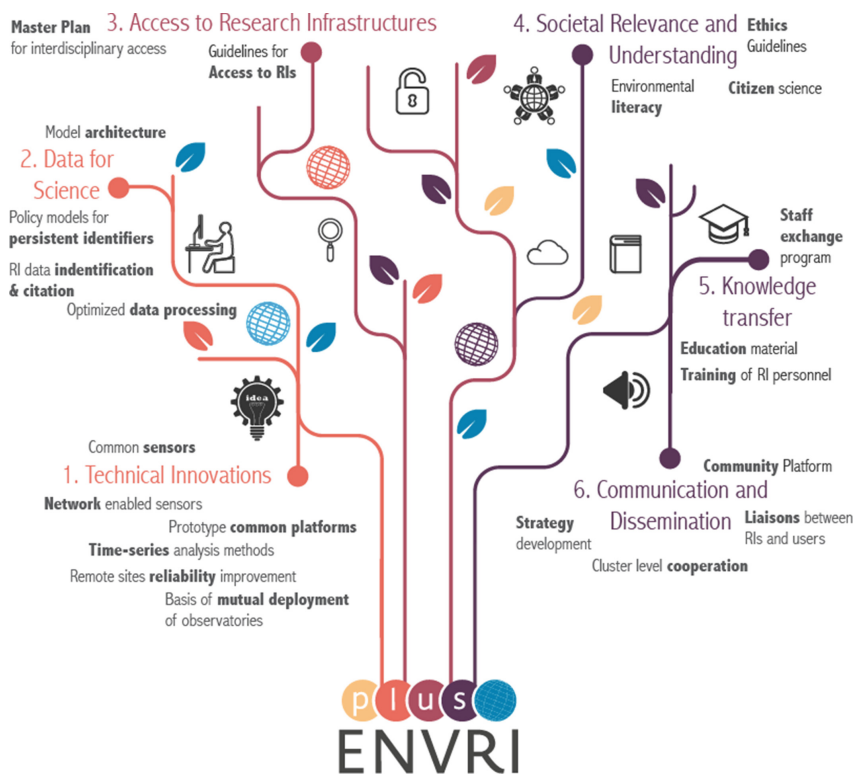 Master Plan
for interdisciplinary access
3. Access to Research Infrastructures
Guidelines for
Access to RIs
4. Societal Relevance and
Understanding
Ethics
Guidelines
Environmental
literacy
Citizen science
Model architecture
2. Data for
Science
Policy models for
persistent identifiers
RI data indentification
& citation
Optimized data processing
Staff
exchange
program
5. Knowledge
transfer
Education material
Training of RI personnel
idea
Common sensors
1. Technical Innovations
Network enabled sensors
Prototype common platforms
Time-series analysis methods
Remote sites reliability improvement
Basis of mutual deployment
of observatories
Community Platform
6. Communication and
Dissemination
Strategy
development
Liaisons between
RIs and users
Cluster level cooperation
plus
ENVRI